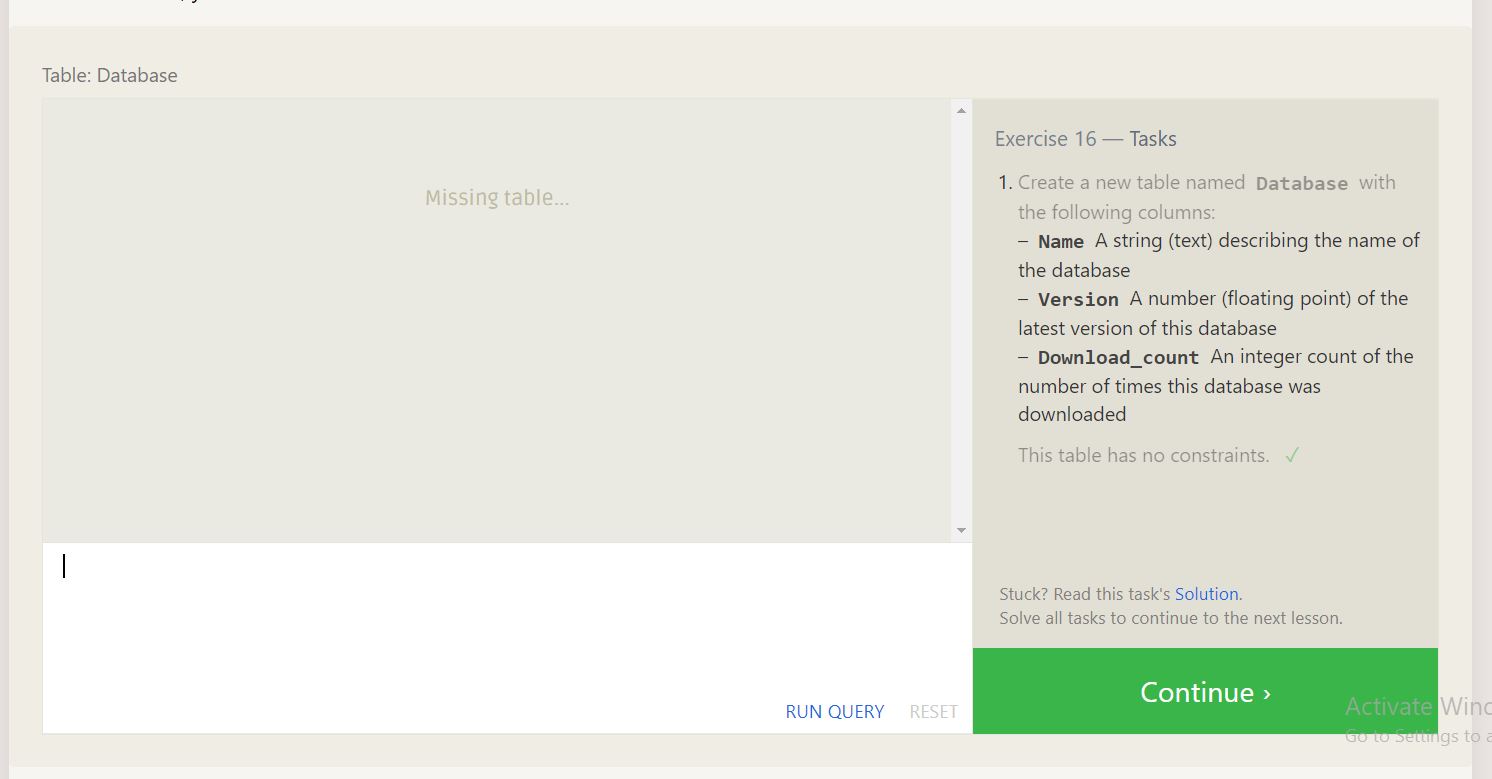 Table: Database
Missing table…
RUN QUERY RESET
Exercise 16 — Tasks
1. Create a new table named Database with
the following columns:
– Name A string (text) describing the name of
the database
– Version A number (floating point) of the
latest version of this database
– Download_count An integer count of the
number of times this database was
downloaded
This table has no constraints. ✓
Stuck? Read this task's Solution.
Solve all tasks to continue to the next lesson.
Continue ›
Activate Wind
Go to Settings to a